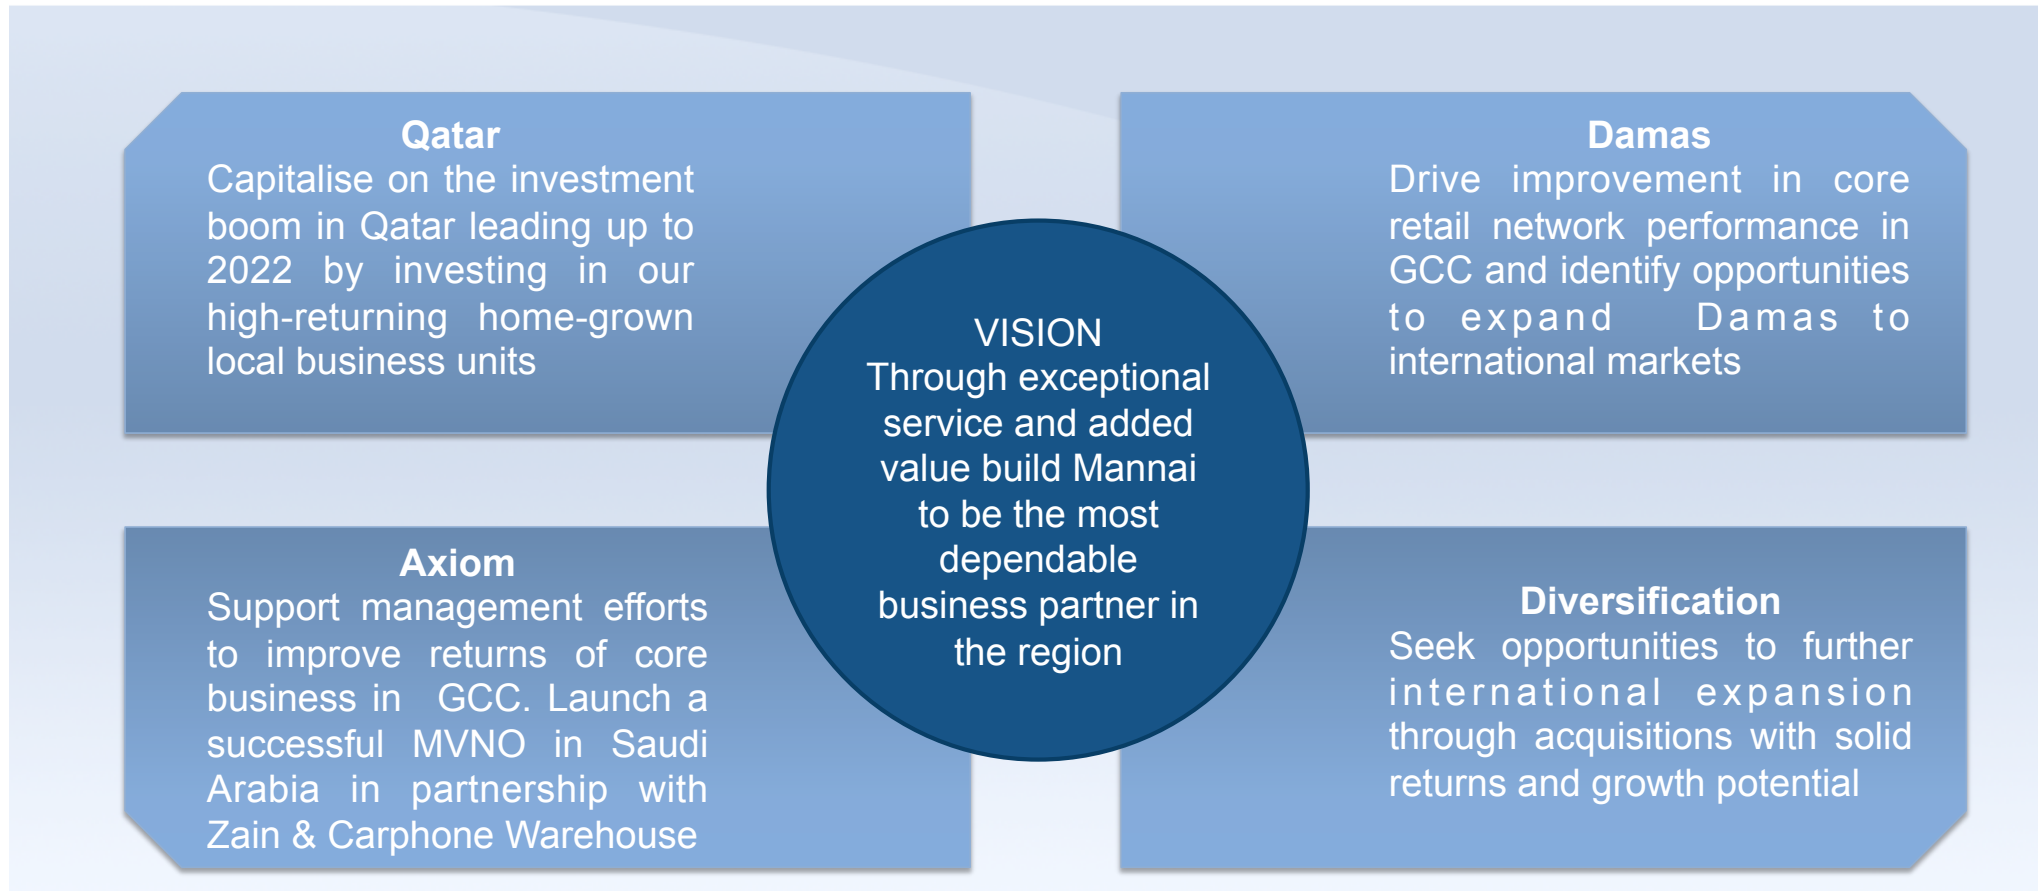 Qatar
Capitalise on the investment
boom in Qatar leading up to
2022 by investing in our
high-returning home-grown
local business units
Damas
Drive improvement in core
retail network performance in
GCC and identify opportunities
to expand Damas to
international markets
VISION
Through exceptional
service and added
value build Mannai
to be the most
dependable
business partner in
the region
Axiom
Support management efforts
to improve returns of core
business in GCC. Launch a
successful MVNO in Saudi
Arabia in partnership with
Zain & Carphone Warehouse
Diversification
Seek opportunities to further
international expansion
through acquisitions with solid
returns and growth potential